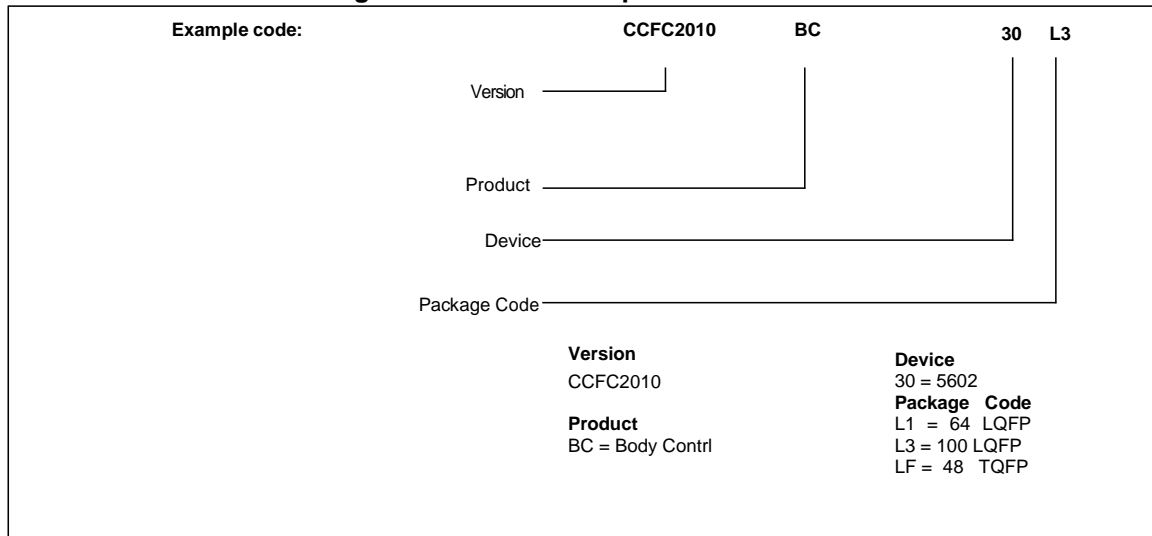 Example code: CCFC2010 BC 30 L3
Version
Product
Device
Package Code
Version
CCFC2010
Product
BC = Body Contrl
Device
30 = 5602
Package Code
L1 = 64 LQFP
L3 = 100 LQFP
LF = 48 TQFP